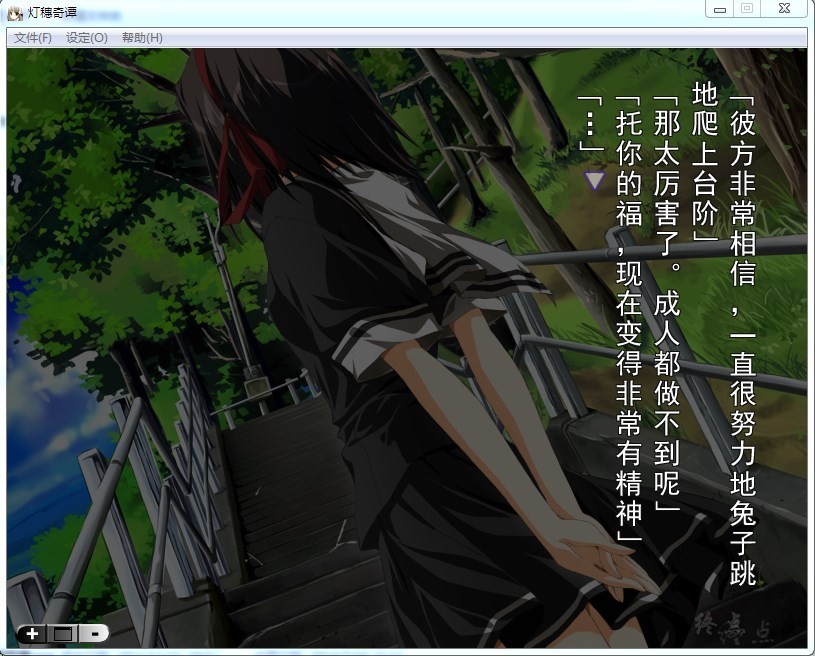 灯穗奇谭
文件(F) 设定(O) 帮助(H)
「彼方非常相信，一直很努力地兔子跳
地爬上台阶」
「那太厉害了。成人都做不到呢」
「托你的福，现在变得非常有精神」
「…」